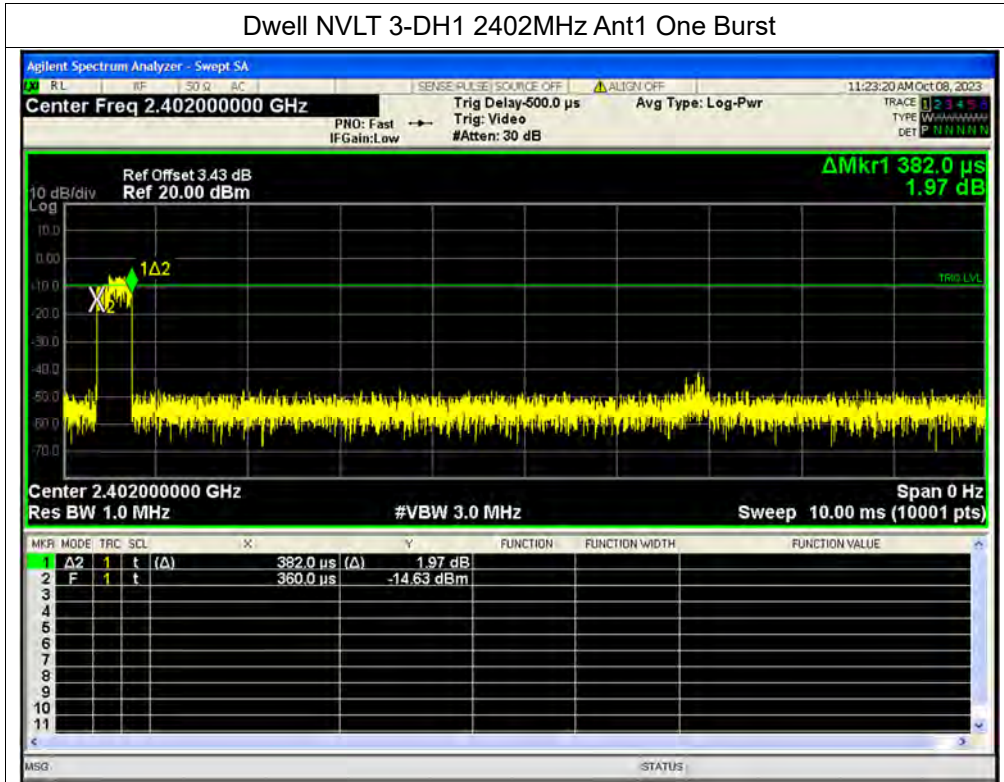 Dwell NVLT 3-DH1 2402MHz Ant1 One Burst
Agilent Spectrum Analyzer - Swept SA
LXI RL RF 50 Ω AC SENSE:PULSE SOURCE OFF ALIGN OFF 11:23:20 AM Oct 08, 2023
Center Freq 2.402000000 GHz Trig Delay-500.0 µs Avg Type: Log-Pwr TRACE 1 2 3 4 5 6
PNO: Fast Trig: Video TYPE W
IFGain:Low #Atten: 30 dB DET P N N N N N
ΔMkr1 382.0 µs
1.97 dB
Ref Offset 3.43 dB
10 dB/div Ref 20.00 dBm
Log
10.0
0.00
-10.0
-20.0
-30.0
-40.0
-50.0
-60.0
-70.0
1Δ2
2
TRIG LVL
Center 2.402000000 GHz Span 0 Hz
Res BW 1.0 MHz #VBW 3.0 MHz Sweep 10.00 ms (10001 pts)
MKR MODE TRC SCL X Y FUNCTION FUNCTION WIDTH FUNCTION VALUE
1 Δ2 1 t (Δ) 382.0 µs (Δ) 1.97 dB
2 F 1 t 360.0 µs -14.63 dBm
3
4
5
6
7
8
9
10
11
MSG STATUS